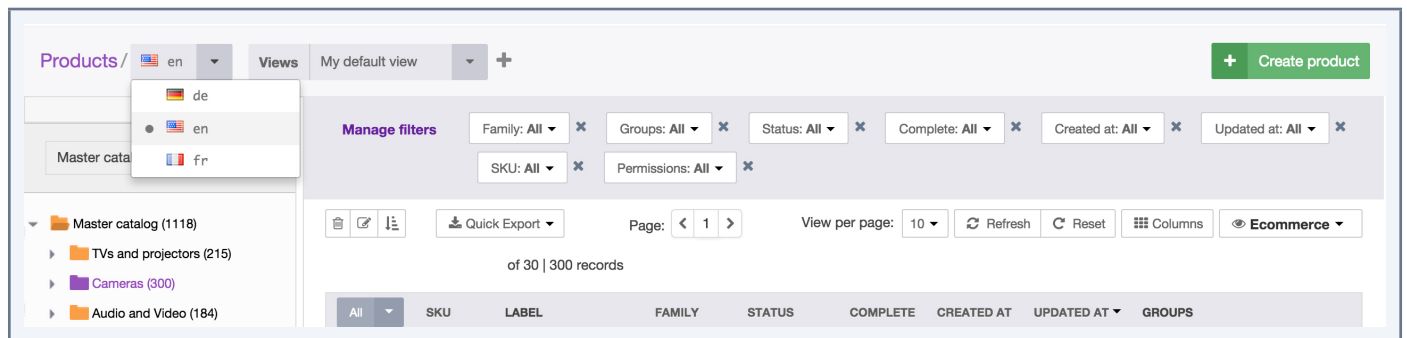 Products / en Views My default view + Create product
de
en
fr
Manage filters Family: All Groups: All Status: All Complete: All Created at: All Updated at: All
SKU: All Permissions: All
Master catal
Master catalog (1118)
TVs and projectors (215)
Cameras (300)
Audio and Video (184)
Quick Export Page: < 1 > View per page: 10 Refresh Reset Columns Ecommerce
of 30 | 300 records
All SKU LABEL FAMILY STATUS COMPLETE CREATED AT UPDATED AT GROUPS